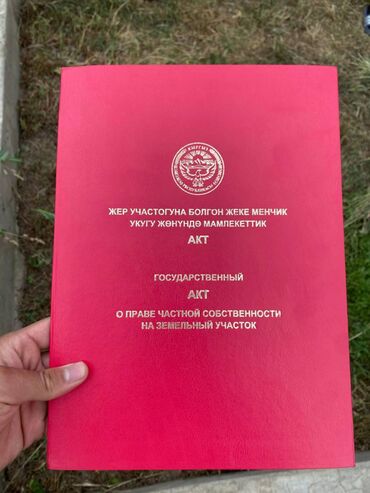 ЖЕР УЧАСТОГУНА БОЛГОН ЖЕКЕ МЕНЧИК
УКУГУ ЖӨНҮНДӨ МАМЛЕКЕТТИК
АКТ
ГОСУДАРСТВЕННЫЙ
АКТ
О ПРАВЕ ЧАСТНОЙ СОБСТВЕННОСТИ
НА ЗЕМЕЛЬНЫЙ УЧАСТОК